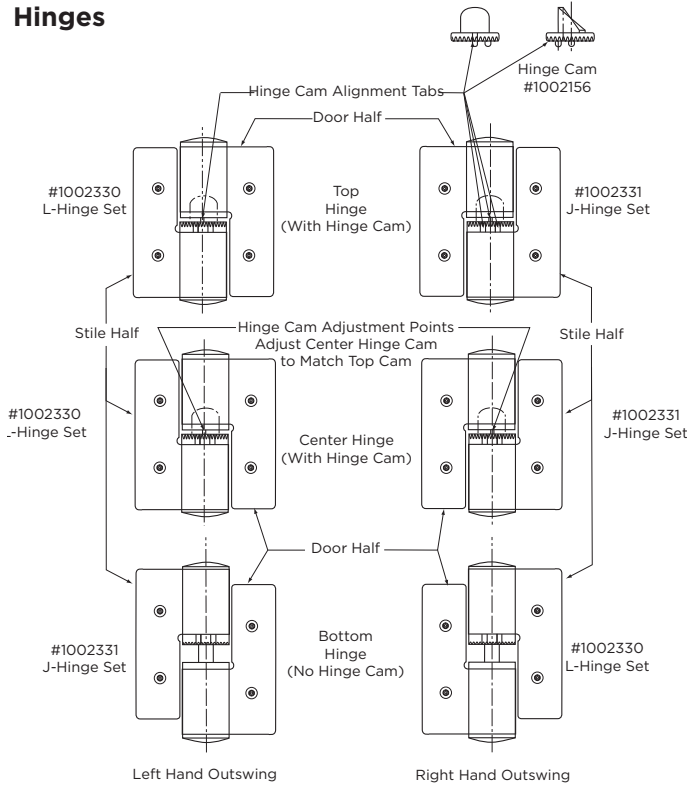 Hinges
Hinge Cam
#1002156
Hinge Cam Alignment Tabs
Door Half
#1002330
L-Hinge Set
Top
Hinge
(With Hinge Cam)
#1002331
J-Hinge Set
Stile Half
Hinge Cam Adjustment Points
Adjust Center Hinge Cam
to Match Top Cam
Stile Half
#1002330
-Hinge Set
Center Hinge
(With Hinge Cam)
#1002331
J-Hinge Set
Door Half
#1002331
J-Hinge Set
Bottom
Hinge
(No Hinge Cam)
#1002330
L-Hinge Set
Left Hand Outswing
Right Hand Outswing